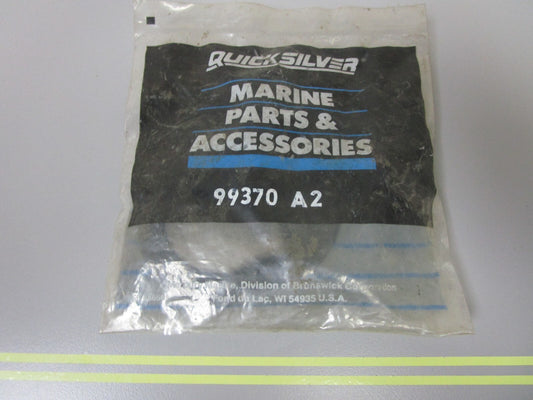 QUICKSILVER
MARINE
PARTS &
ACCESSORIES
99370 A2
Division of Brunswick Corporation
Fond du Lac, WI 54935 U.S.A.